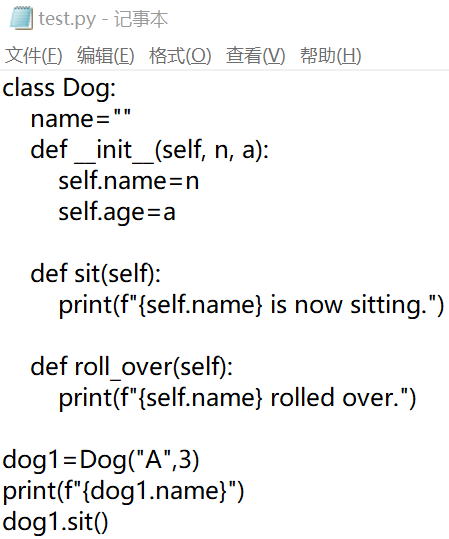 test.py - 记事本
文件(F) 编辑(E) 格式(O) 查看(V) 帮助(H)
class Dog:
    name=""
    def __init__(self, n, a):
        self.name=n
        self.age=a

    def sit(self):
        print(f"{self.name} is now sitting.")

    def roll_over(self):
        print(f"{self.name} rolled over.")

dog1=Dog("A",3)
print(f"{dog1.name}")
dog1.sit()